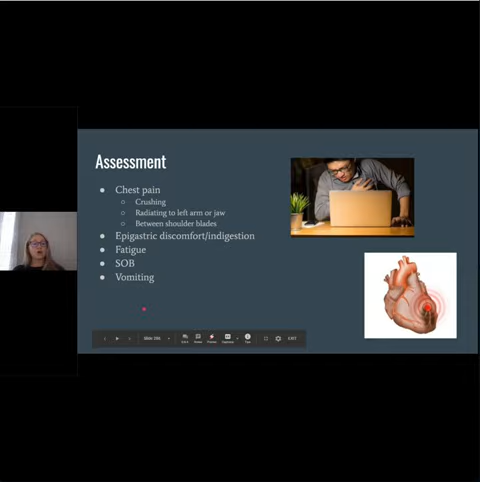 Assessment
● Chest pain
○ Crushing
○ Radiating to left arm or jaw
○ Between shoulder blades
● Epigastric discomfort/indigestion
● Fatigue
● SOB
● Vomiting
EXIT